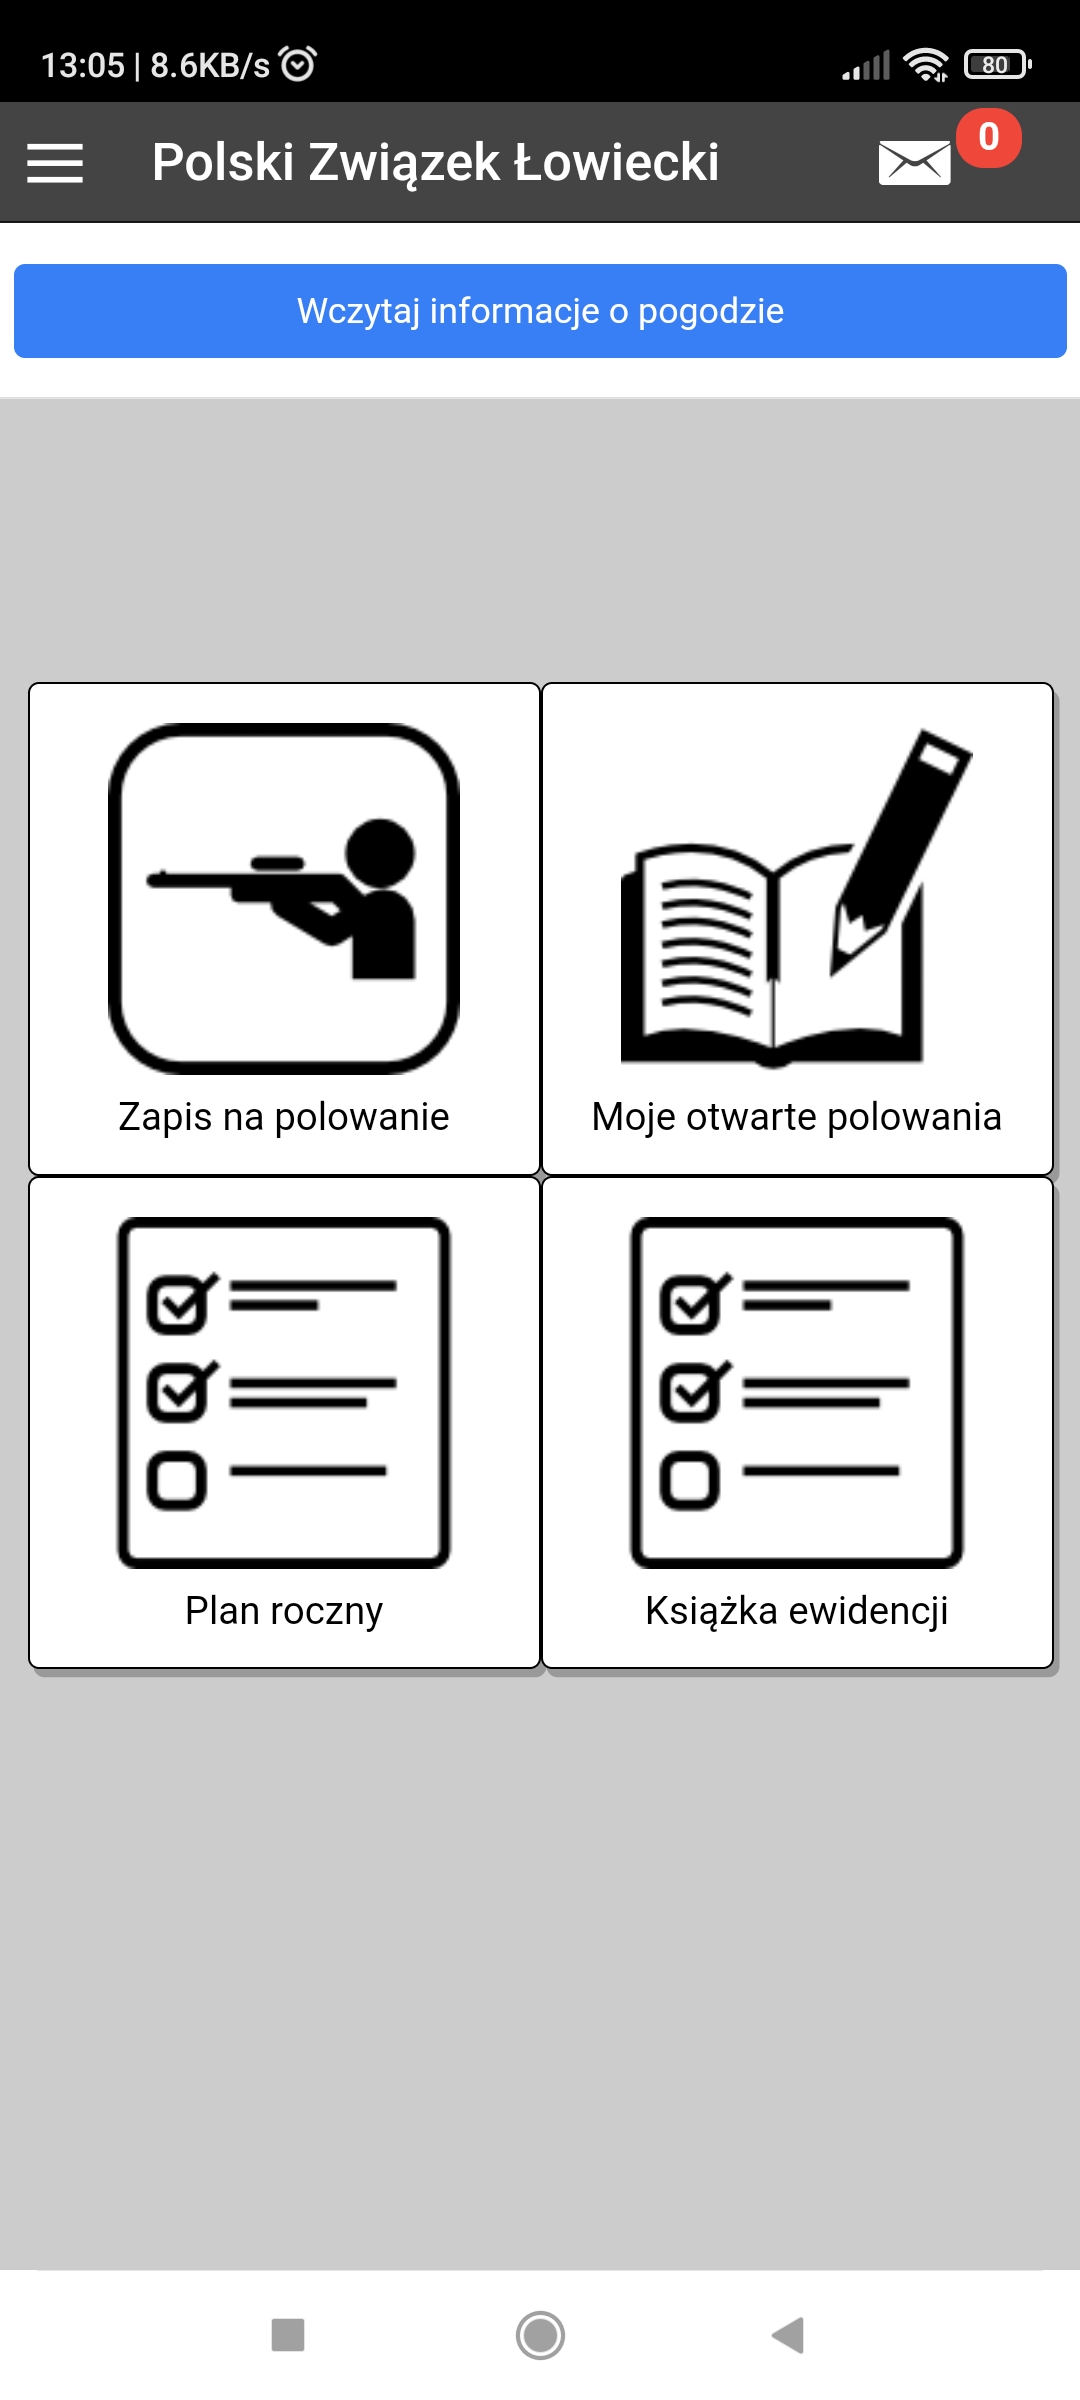 13:05 | 8.6KB/s
80
Polski Związek Łowiecki
0
Wczytaj informacje o pogodzie
Zapis na polowanie
Moje otwarte polowania
Plan roczny
Książka ewidencji